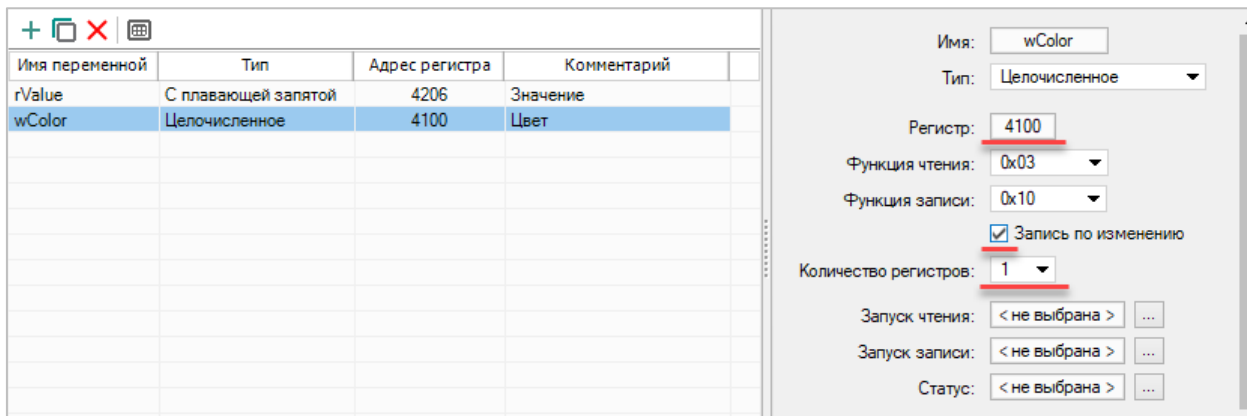 Имя переменной Тип Адрес регистра Комментарий
rValue С плавающей запятой 4206 Значение
wColor Целочисленное 4100 Цвет
Имя: wColor
Тип: Целочисленное
Регистр: 4100
Функция чтения: 0x03
Функция записи: 0x10
Запись по изменению
Количество регистров: 1
Запуск чтения: < не выбрана > ...
Запуск записи: < не выбрана > ...
Статус: < не выбрана > ...